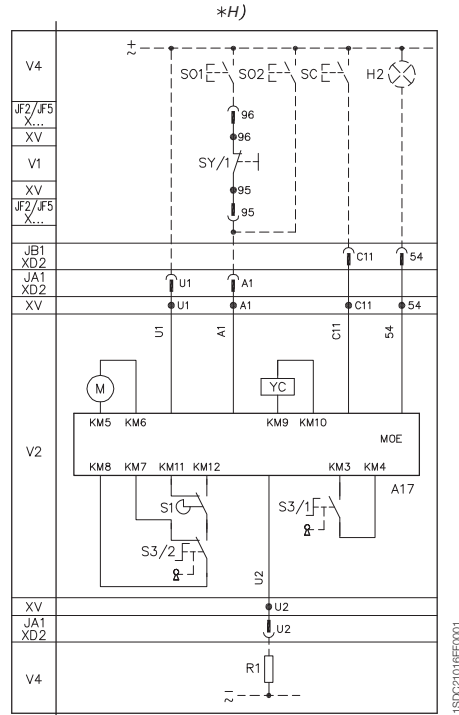 *H)
V4
+
~
SO1
SO2
SC
H2
JF2/JF5
X...
96
XV
96
V1
SY/1
XV
95
JF2/JF5
X...
95
JB1
XD2
C11
54
JA1
XD2
U1
A1
XV
U1
A1
C11
54
U1
A1
C11
54
M
YC
KM5 KM6 KM9 KM10
MOE
V2
KM8 KM7 KM11 KM12 KM3 KM4
A17
S1
S3/1
S3/2
U2
XV
U2
JA1
XD2
U2
V4
R1
–
~
1SDC21016EF0001